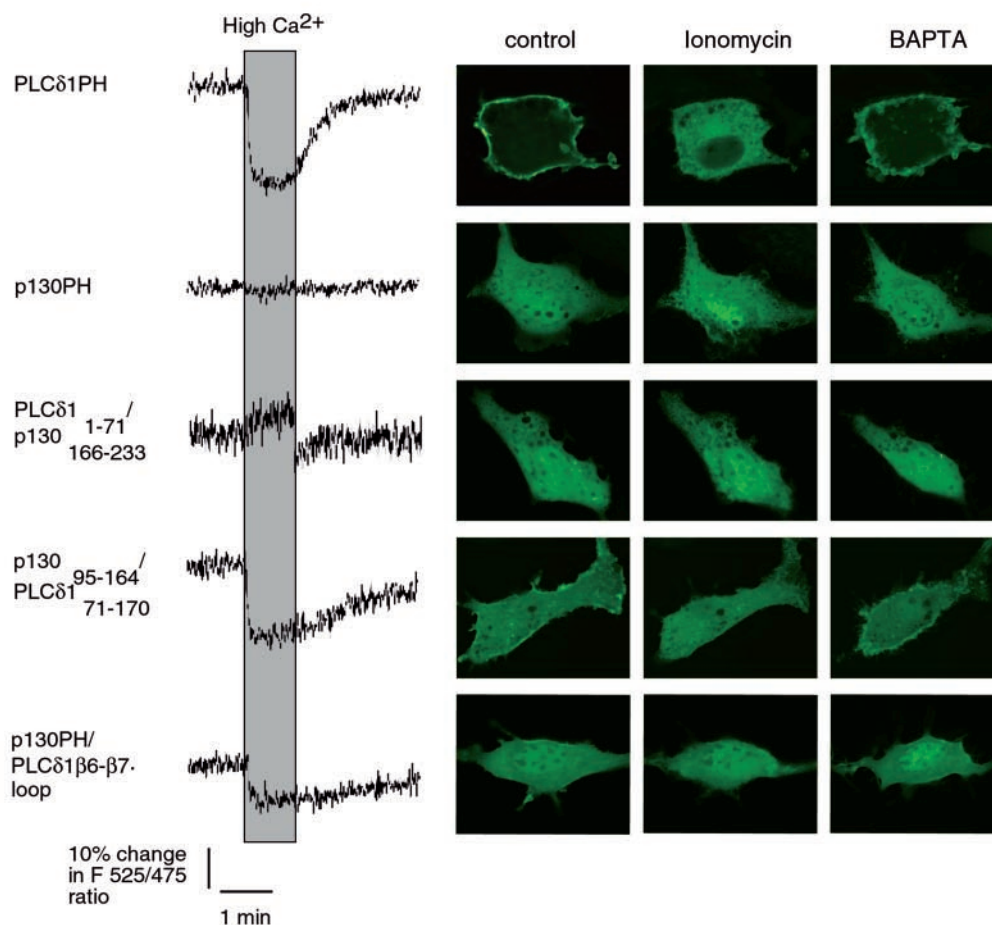 High Ca2+
control Ionomycin BAPTA
PLCδ1PH
p130PH
PLCδ1 1-71/
p130 166-233
p130 95-164/
PLCδ1 71-170
p130PH/
PLCδ1β6-β7·
loop
10% change
in F 525/475
ratio
1 min